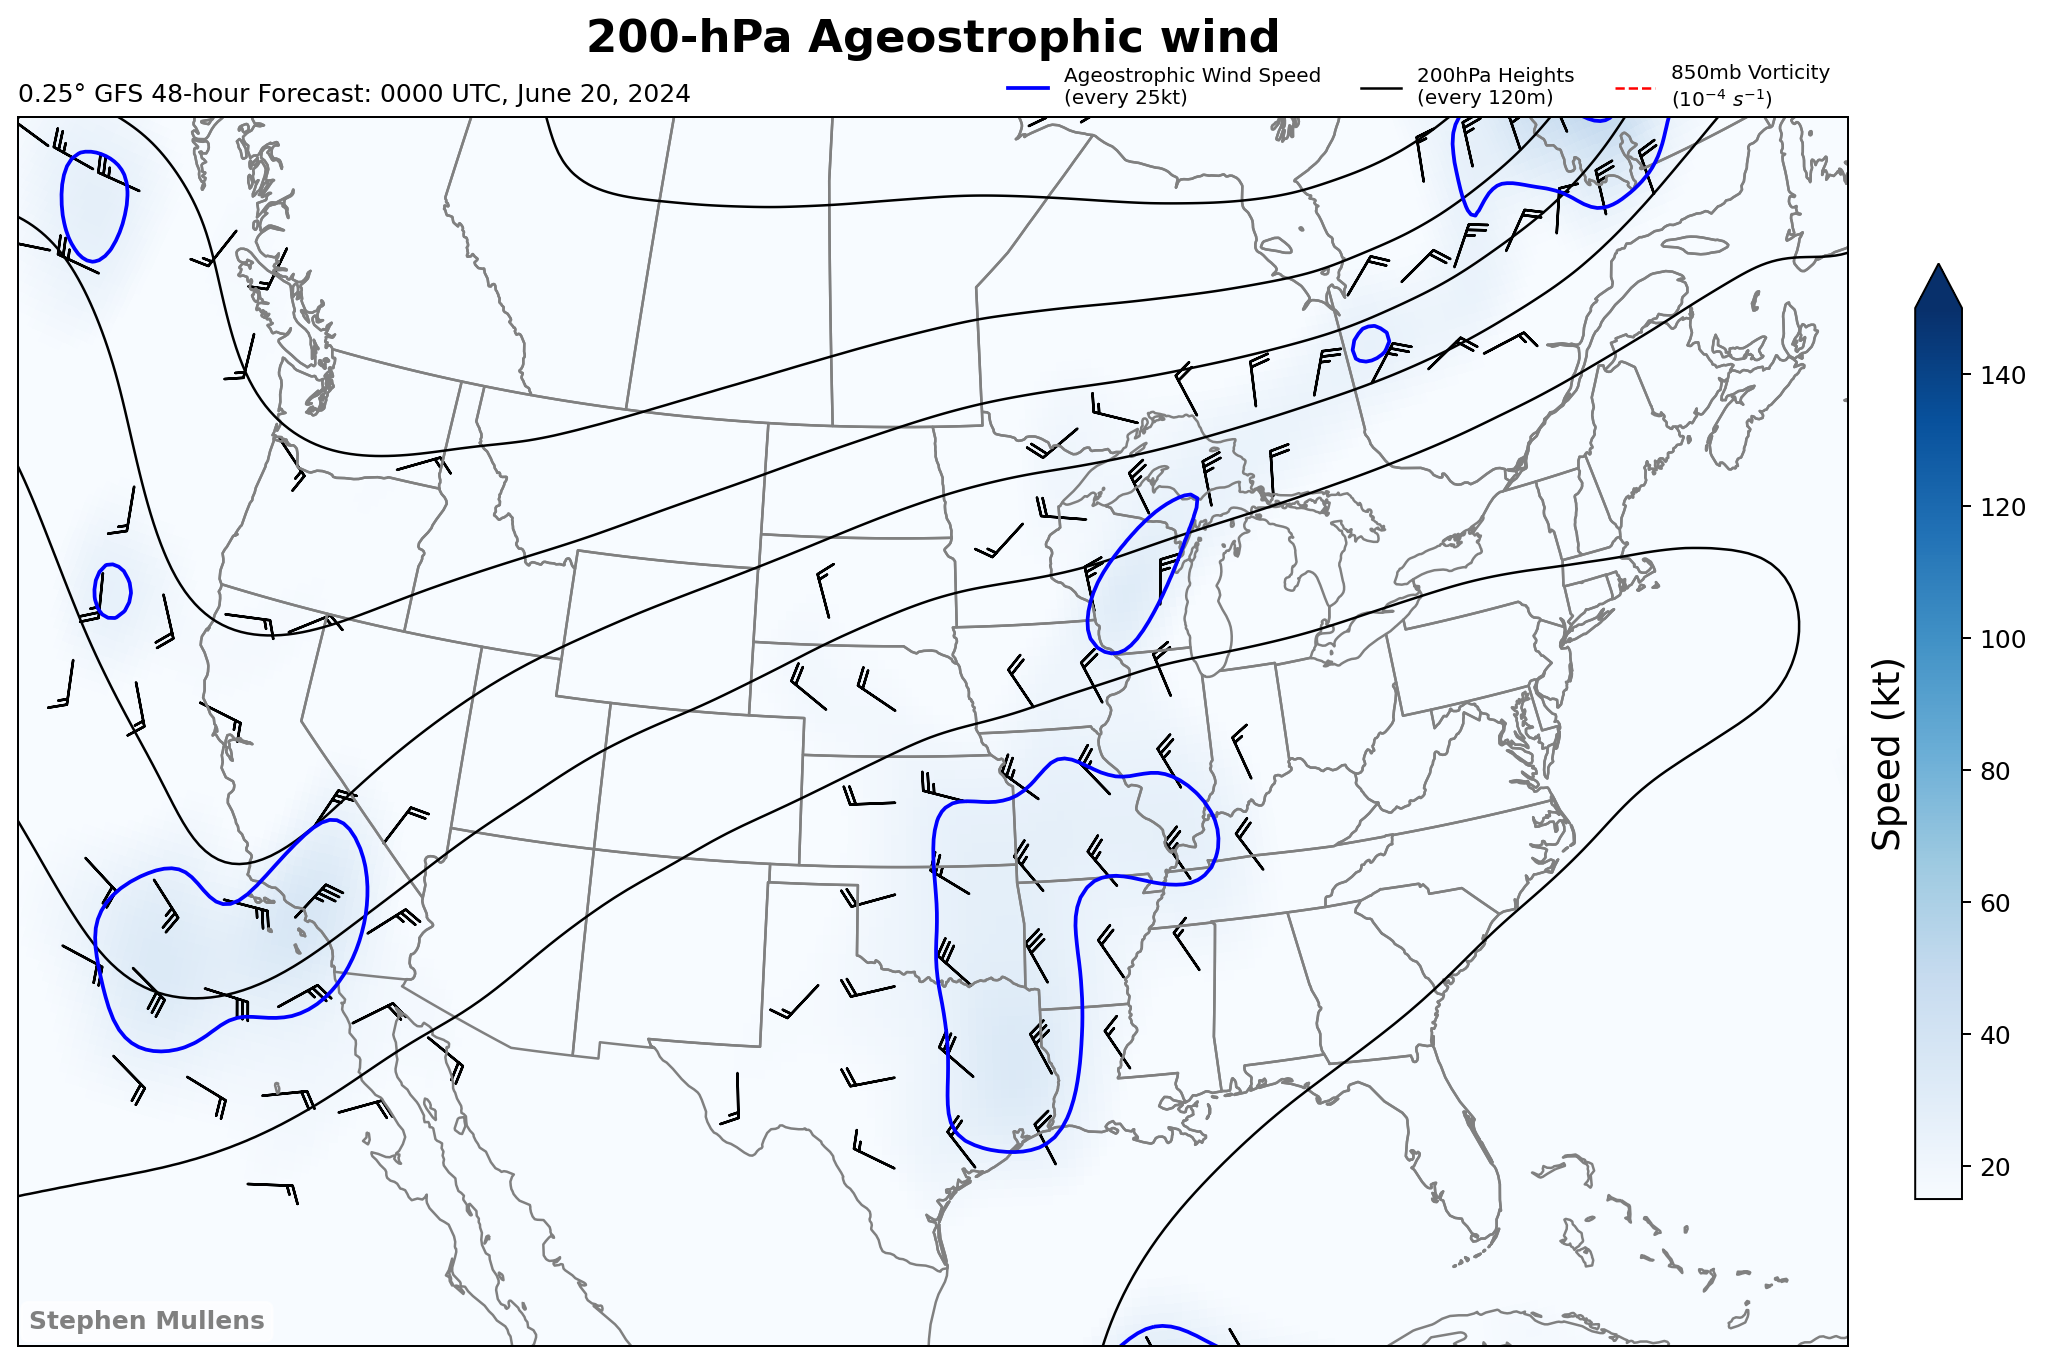 200-hPa Ageostrophic wind
0.25° GFS 48-hour Forecast: 0000 UTC, June 20, 2024
Ageostrophic Wind Speed
(every 25kt)
200hPa Heights
(every 120m)
850mb Vorticity
(10⁻⁴ s⁻¹)
140
120
100
80
60
40
20
Speed (kt)
Stephen Mullens